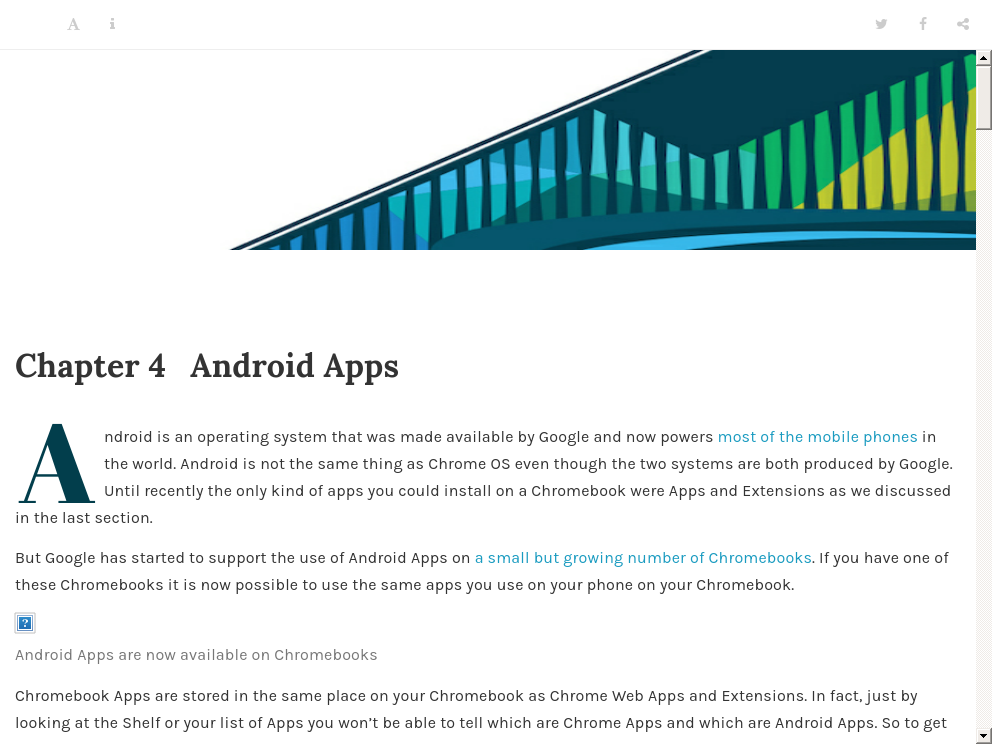 A
Chapter 4 Android Apps
Android is an operating system that was made available by Google and now powers most of the mobile phones in
the world. Android is not the same thing as Chrome OS even though the two systems are both produced by Google.
Until recently the only kind of apps you could install on a Chromebook were Apps and Extensions as we discussed
in the last section.
But Google has started to support the use of Android Apps on a small but growing number of Chromebooks. If you have one of
these Chromebooks it is now possible to use the same apps you use on your phone on your Chromebook.
Android Apps are now available on Chromebooks
Chromebook Apps are stored in the same place on your Chromebook as Chrome Web Apps and Extensions. In fact, just by
looking at the Shelf or your list of Apps you won’t be able to tell which are Chrome Apps and which are Android Apps. So to get